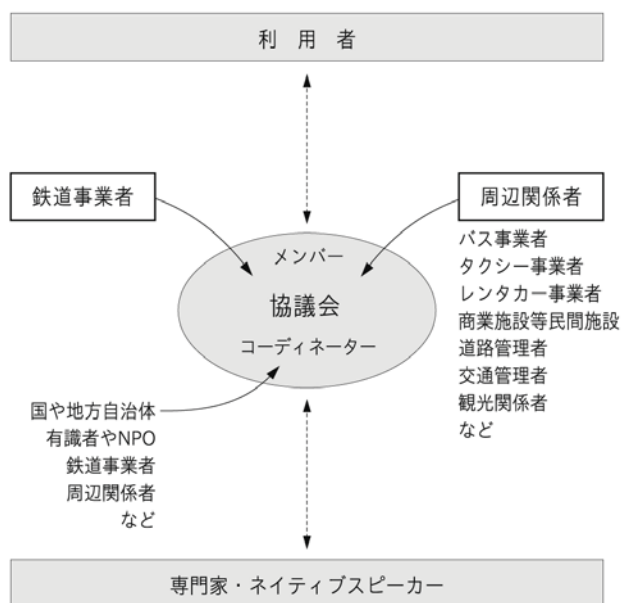 利用者
鉄道事業者
周辺関係者
バス事業者
タクシー事業者
レンタカー事業者
商業施設等民間施設
道路管理者
交通管理者
観光関係者
など
メンバー
協議会
コーディネーター
国や地方自治体
有識者やNPO
鉄道事業者
周辺関係者
など
専門家・ネイティブスピーカー